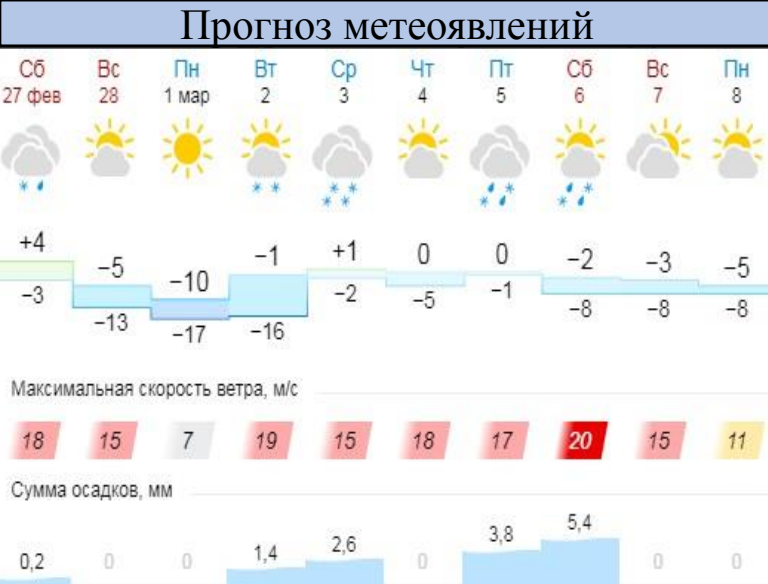 Прогноз метеоявлений
Сб Вс Пн Вт Ср Чт Пт Сб Вс Пн
27 фев 28 1 мар 2 3 4 5 6 7 8
+4 −5 −10 −1 +1 0 0 −2 −3 −5
−3 −13 −17 −16 −2 −5 −1 −8 −8 −8
Максимальная скорость ветра, м/с
18 15 7 19 15 18 17 20 15 11
Сумма осадков, мм
0,2 0 0 1,4 2,6 0 3,8 5,4 0 0